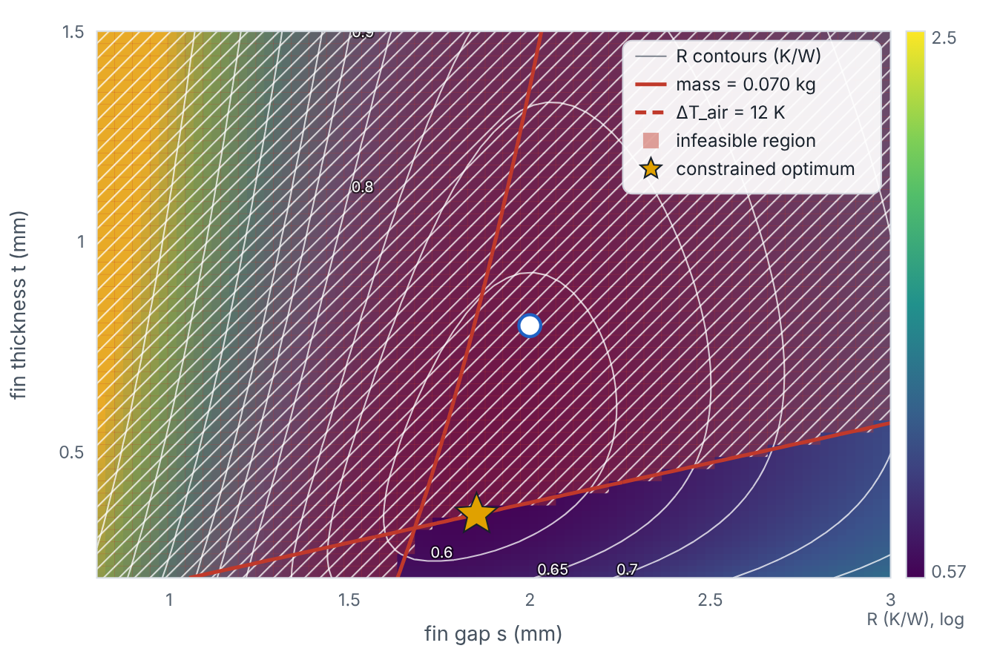 1.5
1
0.5
fin thickness t (mm)
0.9
0.8
0.6
0.65
0.7
R contours (K/W)
mass = 0.070 kg
ΔT_air = 12 K
infeasible region
constrained optimum
2.5
0.57
1
1.5
2
2.5
3
R (K/W), log
fin gap s (mm)